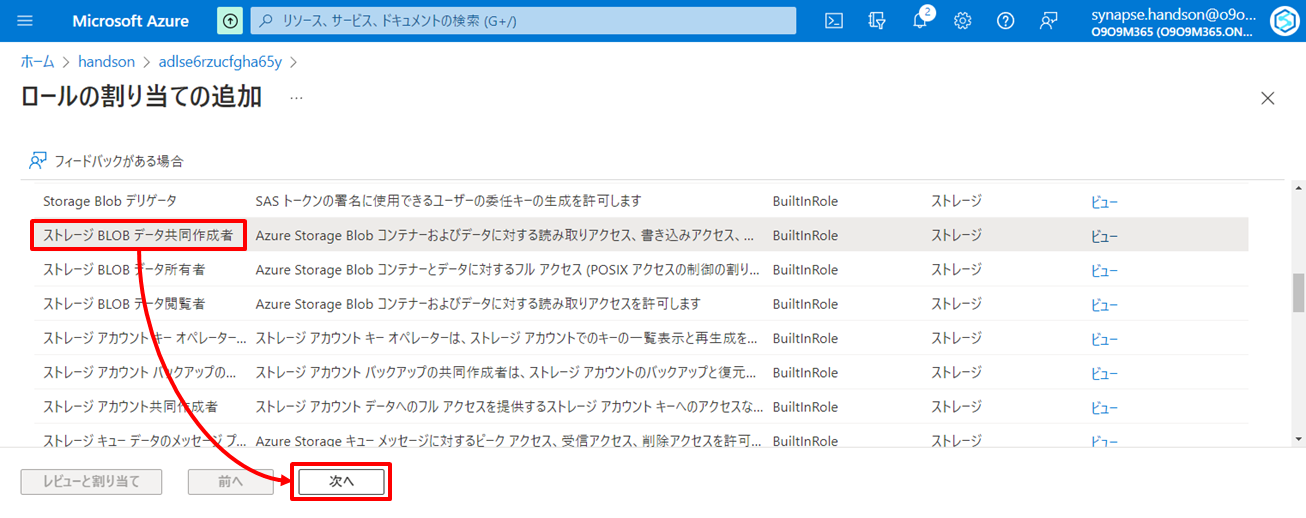 Microsoft Azure
リソース、サービス、ドキュメントの検索 (G+/)
2
synapse.handson@o9o...
O9O9M365 (O9O9M365.ON...
ホーム > handson > adlse6rzucfgha65y >
ロールの割り当ての追加 ...
フィードバックがある場合
Storage Blob デリゲータ SAS トークンの署名に使用できるユーザーの委任キーの生成を許可します BuiltInRole ストレージ ビュー
ストレージ BLOB データ共同作成者 Azure Storage Blob コンテナーおよびデータに対する読み取りアクセス、書き込みアクセス、... BuiltInRole ストレージ ビュー
ストレージ BLOB データ所有者 Azure Storage Blob コンテナーとデータに対するフル アクセス (POSIX アクセスの制御の割り... BuiltInRole ストレージ ビュー
ストレージ BLOB データ閲覧者 Azure Storage Blob コンテナーおよびデータに対する読み取りアクセスを許可します BuiltInRole ストレージ ビュー
ストレージ アカウント キー オペレーター... ストレージ アカウント キー オペレーターは、ストレージ アカウントでのキーの一覧表示と再生成を... BuiltInRole ストレージ ビュー
ストレージ アカウント バックアップの... ストレージ アカウント バックアップの共同作成者は、ストレージ アカウントのバックアップと復元... BuiltInRole ストレージ ビュー
ストレージ アカウント共同作成者 ストレージ アカウント データへのフル アクセスを提供するストレージ アカウント キーへのアクセスな... BuiltInRole ストレージ ビュー
ストレージ キュー データのメッセージ プ... Azure Storage キュー メッセージに対するピーク アクセス、受信アクセス、削除アクセスを許可... BuiltInRole ストレージ ビュー
レビューと割り当て 前へ 次へ